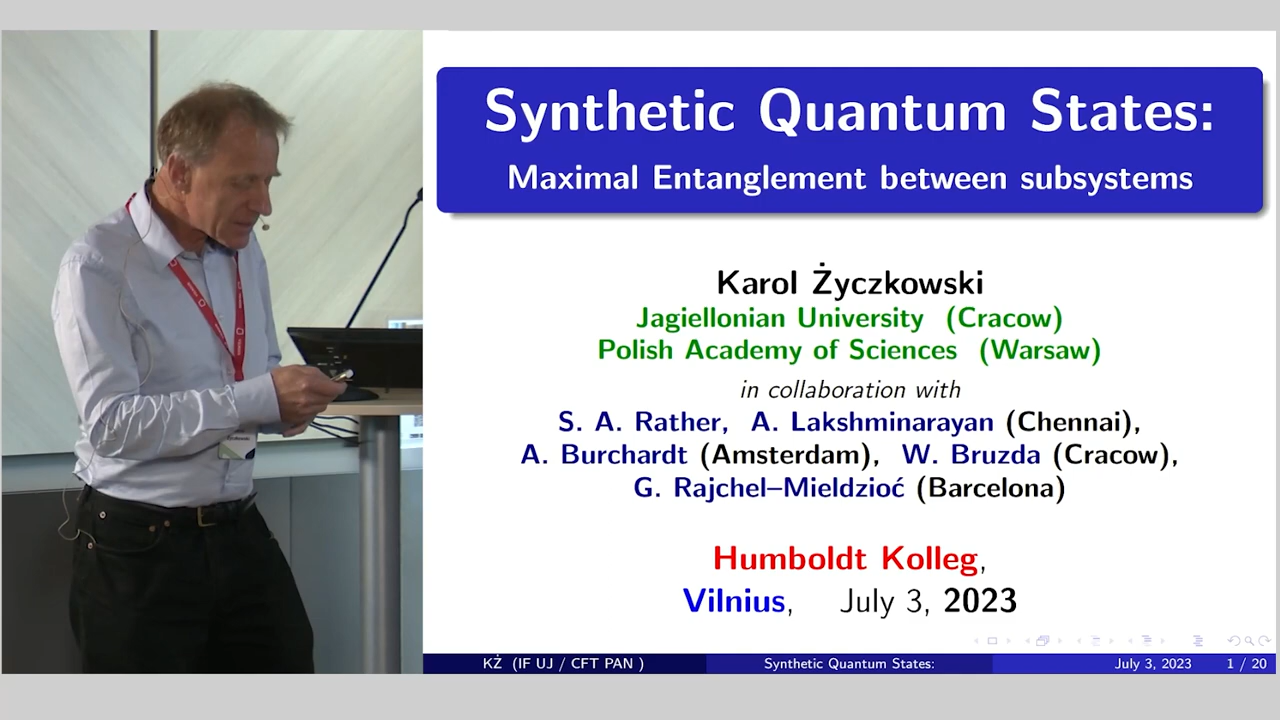 Synthetic Quantum States:
Maximal Entanglement between subsystems
Karol Życzkowski
Jagiellonian University (Cracow)
Polish Academy of Sciences (Warsaw)
in collaboration with
S. A. Rather, A. Lakshminarayan (Chennai),
A. Burchardt (Amsterdam), W. Bruzda (Cracow),
G. Rajchel–Mieldzioć (Barcelona)
Humboldt Kolleg,
Vilnius, July 3, 2023
KŻ (IF UJ / CFT PAN ) Synthetic Quantum States: July 3, 2023 1 / 20